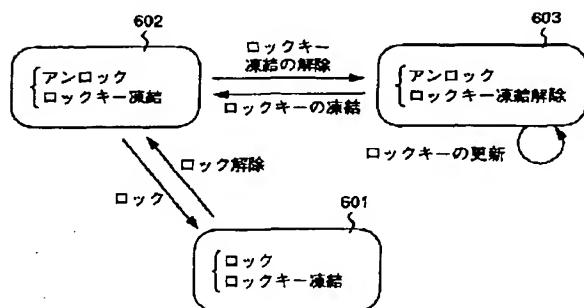 602
603
アンロック
ロックキー凍結
ロックキー
凍結の解除
ロックキーの凍結
アンロック
ロックキー凍結解除
ロックキーの更新
ロック解除
ロック
601
ロック
ロックキー凍結